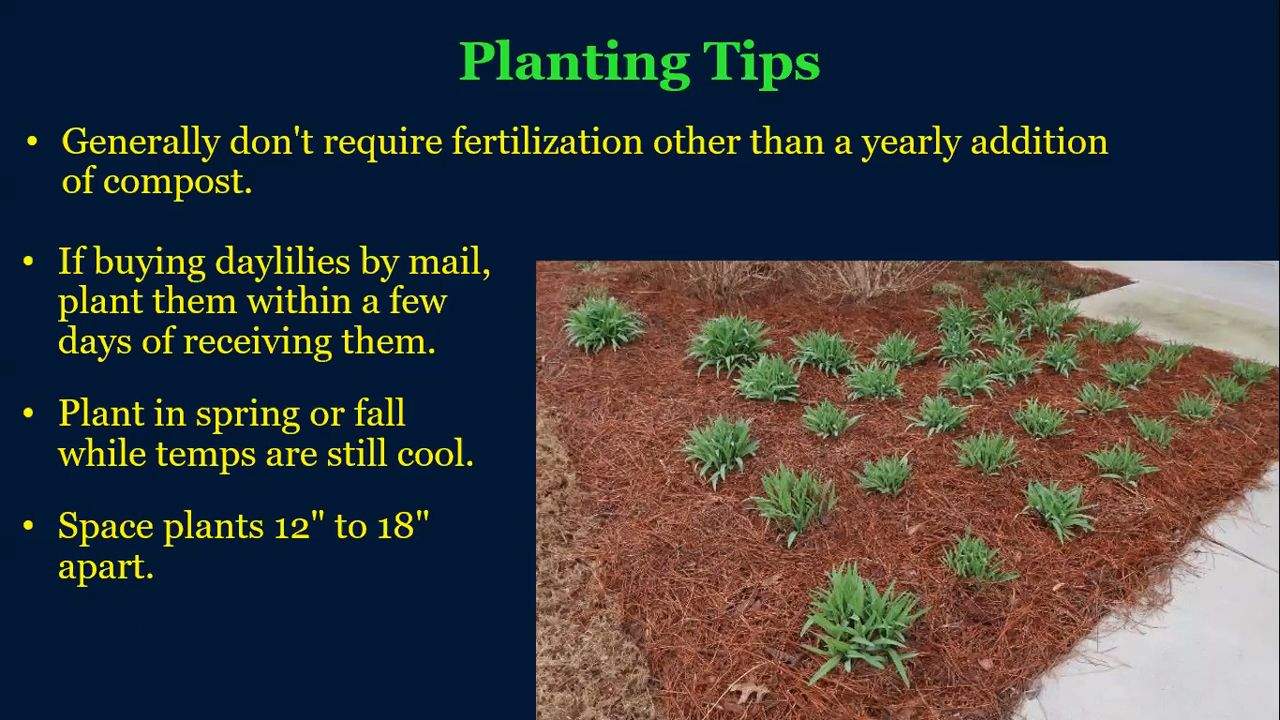 Planting Tips
• Generally don't require fertilization other than a yearly addition
of compost.
• If buying daylilies by mail,
plant them within a few
days of receiving them.
• Plant in spring or fall
while temps are still cool.
• Space plants 12" to 18"
apart.